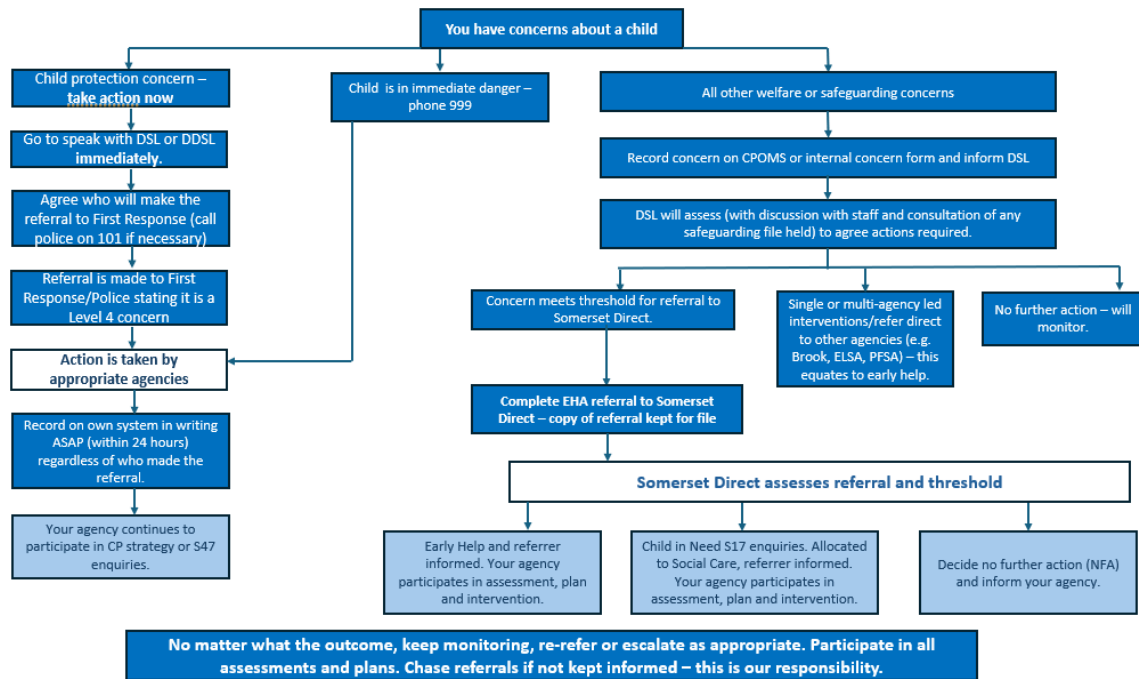 You have concerns about a child
Child protection concern –
take action now
Go to speak with DSL or DDSL
immediately.
Agree who will make the
referral to First Response (call
police on 101 if necessary)
Referral is made to First
Response/Police stating it is a
Level 4 concern
Action is taken by
appropriate agencies
Record on own system in writing
ASAP (within 24 hours)
regardless of who made the
referral.
Your agency continues to
participate in CP strategy or S47
enquiries.
Child is in immediate danger –
phone 999
All other welfare or safeguarding concerns
Record concern on CPOMS or internal concern form and inform DSL
DSL will assess (with discussion with staff and consultation of any
safeguarding file held) to agree actions required.
Concern meets threshold for referral to
Somerset Direct.
Single or multi-agency led
interventions/refer direct
to other agencies (e.g.
Brook, ELSA, PFSA) – this
equates to early help.
No further action – will
monitor.
Complete EHA referral to Somerset
Direct – copy of referral kept for file
Somerset Direct assesses referral and threshold
Early Help and referrer
informed. Your agency
participates in assessment, plan
and intervention.
Child in Need S17 enquiries. Allocated
to Social Care, referrer informed.
Your agency participates in
assessment, plan and intervention.
Decide no further action (NFA)
and inform your agency.
No matter what the outcome, keep monitoring, re-refer or escalate as appropriate. Participate in all
assessments and plans. Chase referrals if not kept informed – this is our responsibility.